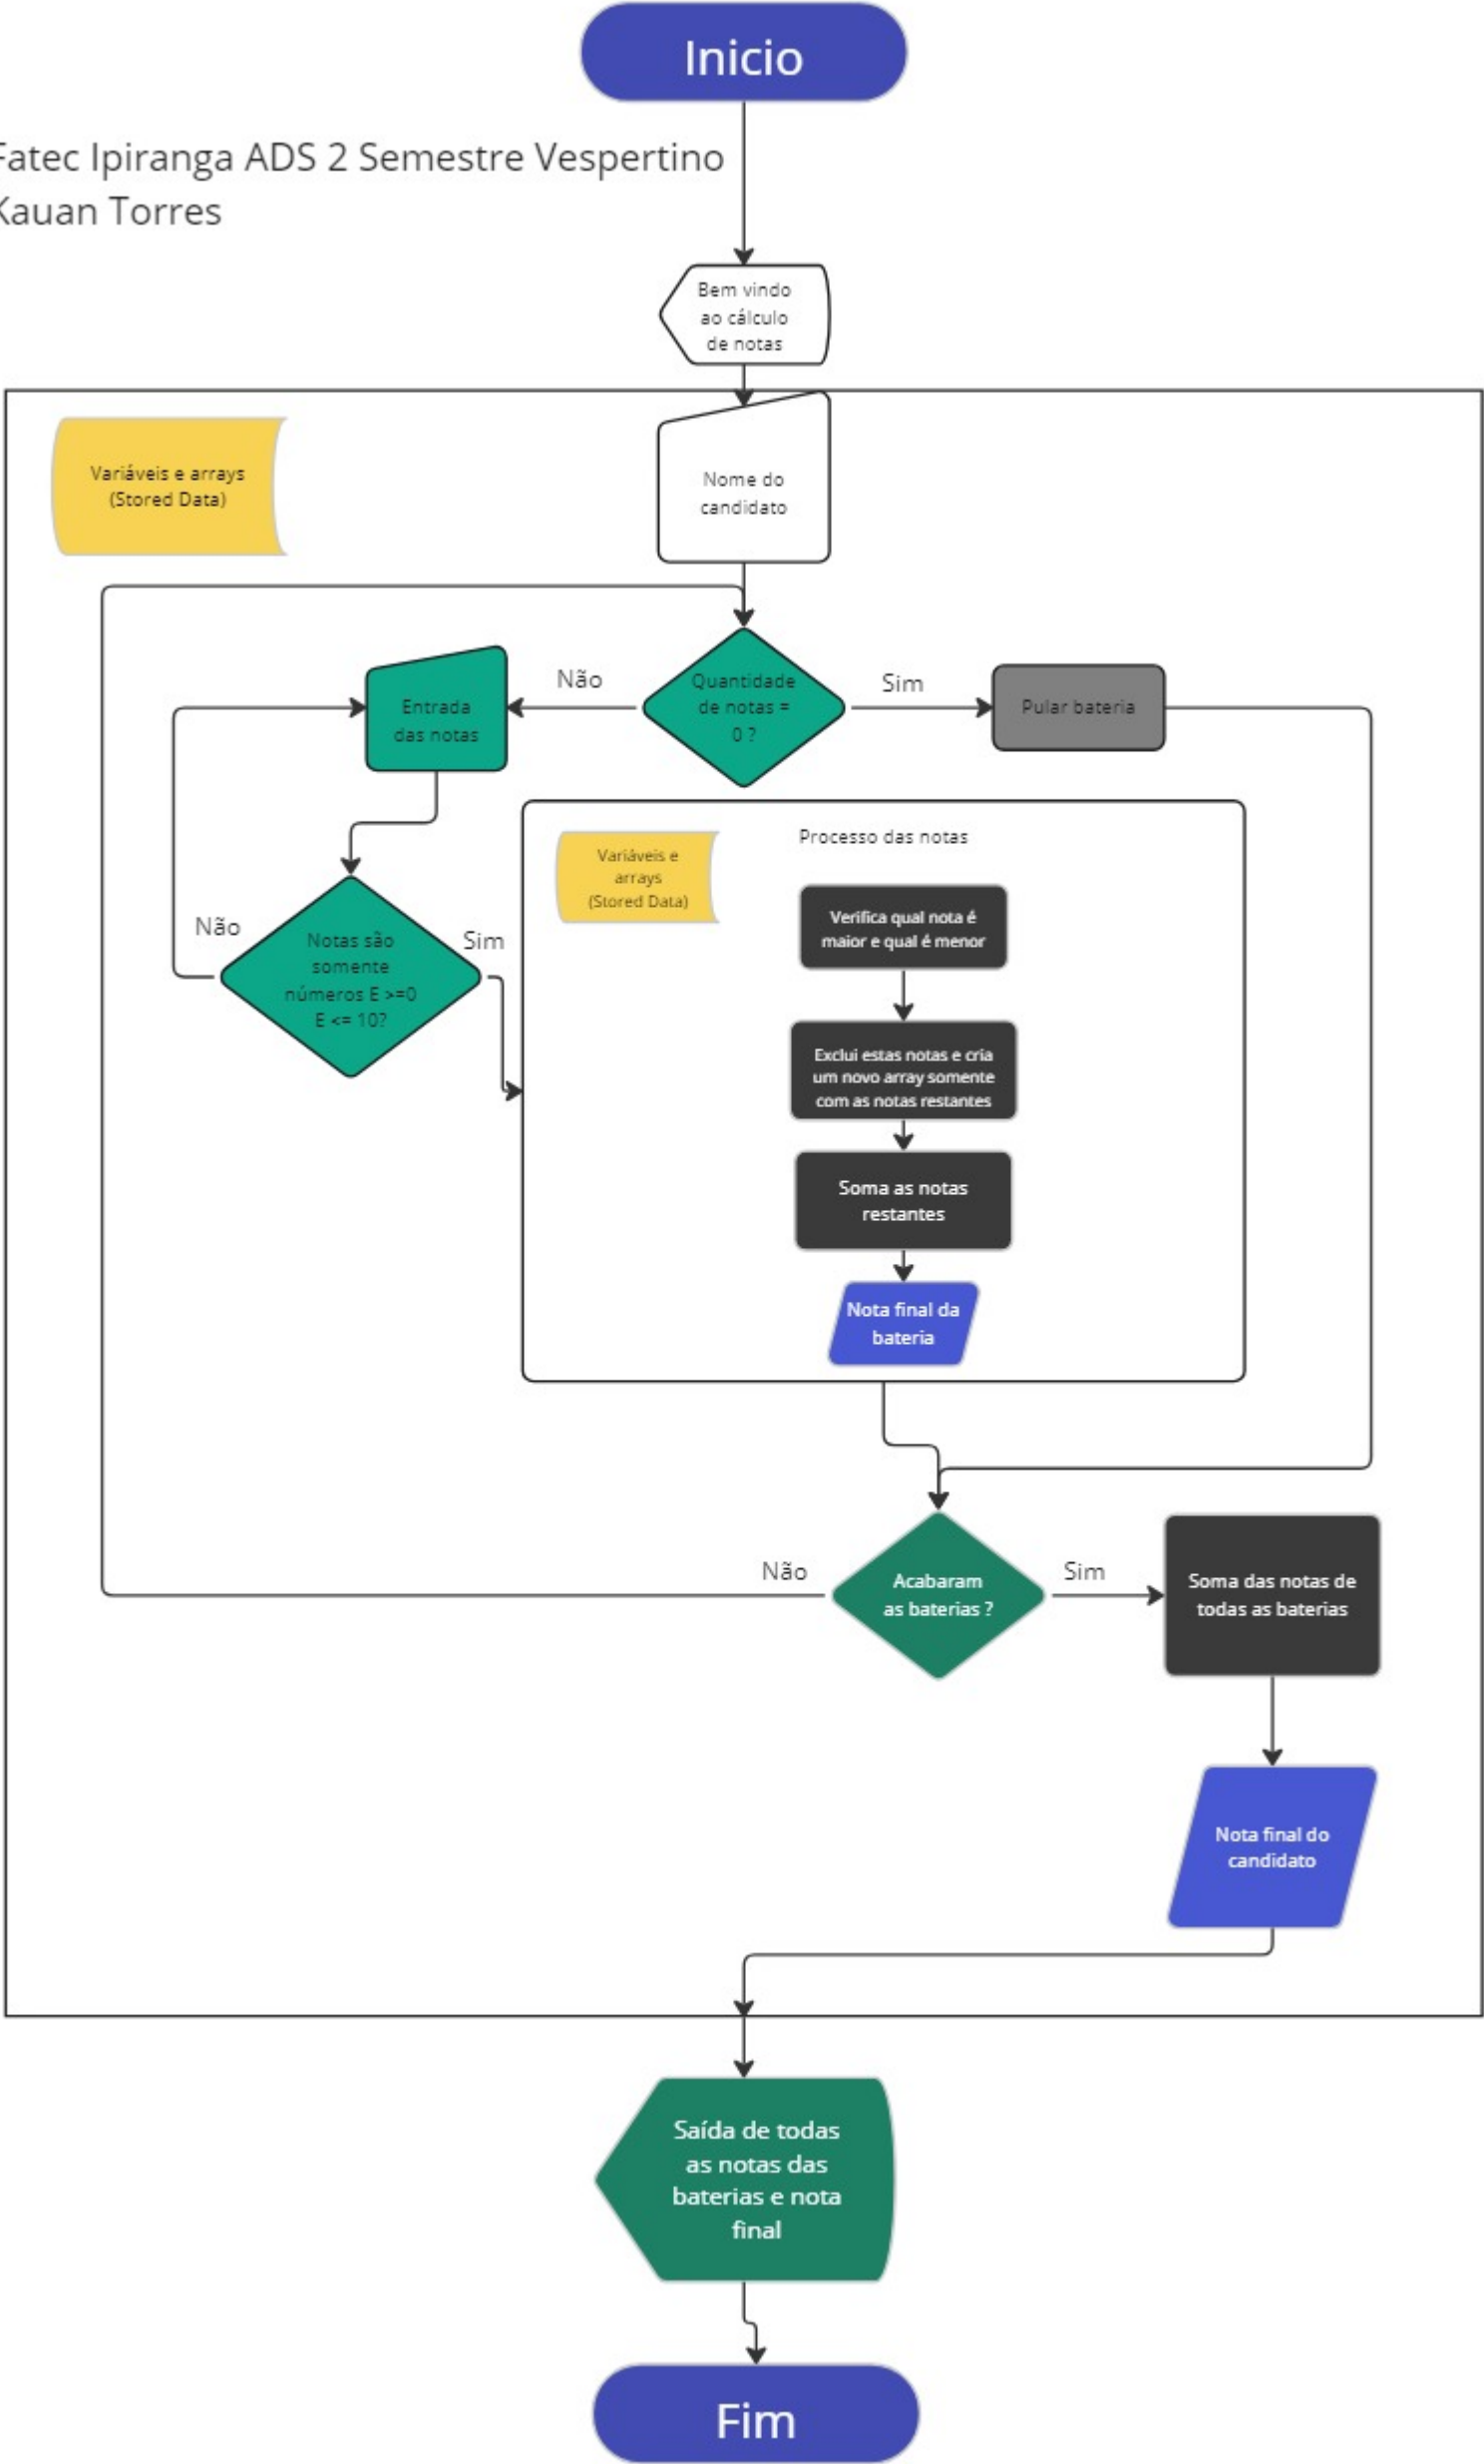 Inicio
Fatec Ipiranga ADS 2 Semestre Vespertino
Kauan Torres
Bem vindo
ao cálculo
de notas
Variáveis e arrays
(Stored Data)
Nome do
candidato
Entrada
das notas
Não
Quantidade
de notas =
0 ?
Sim
Pular bateria
Não
Notas são
somente
números E >=0
E <= 10?
Sim
Variáveis e
arrays
(Stored Data)
Processo das notas
Verifica qual nota é
maior e qual é menor
Exclui estas notas e cria
um novo array somente
com as notas restantes
Soma as notas
restantes
Nota final da
bateria
Não
Acabaram
as baterias ?
Sim
Soma das notas de
todas as baterias
Nota final do
candidato
Saída de todas
as notas das
baterias e nota
final
Fim